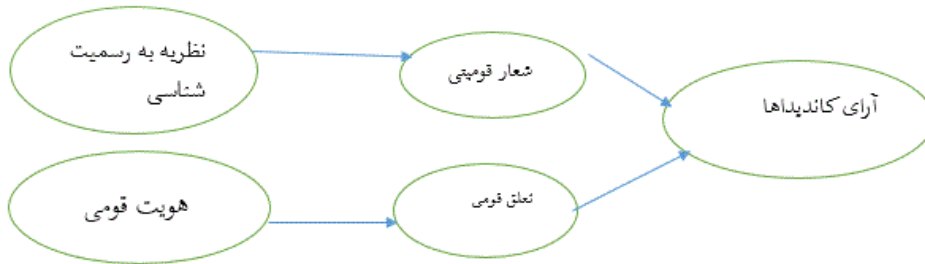 نظریه به رسمیت
شناسی
شعار قومیتی
آرای کاندیداها
هویت قومی
تعلق قومی